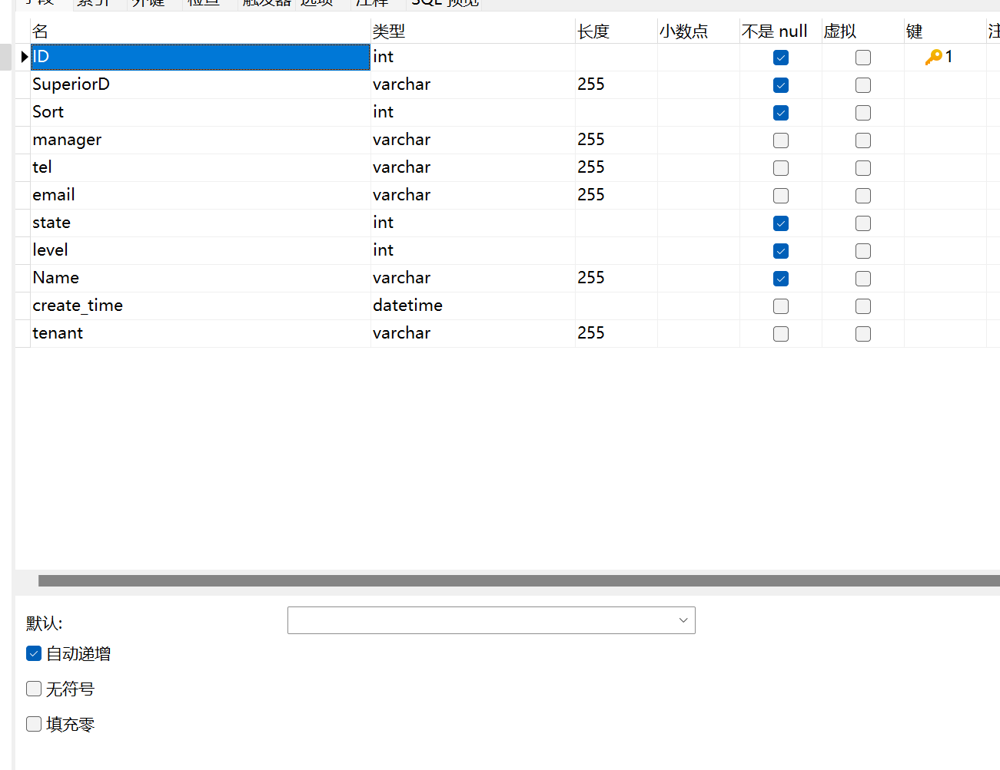 字段 索引 外键 检查 触发器 选项 注释 SQL 预览
名 类型 长度 小数点 不是 null 虚拟 键
ID int 1
SuperiorD varchar 255
Sort int
manager varchar 255
tel varchar 255
email varchar 255
state int
level int
Name varchar 255
create_time datetime
tenant varchar 255
默认:
自动递增
无符号
填充零